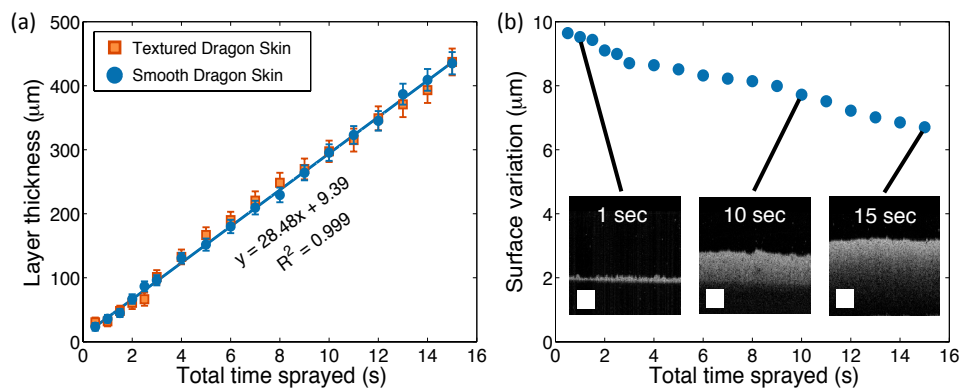 (a)
500
400
300
200
100
0
Layer thickness (μm)
Textured Dragon Skin
Smooth Dragon Skin
y = 28.48x + 9.39
R² = 0.999
0 2 4 6 8 10 12 14 16
Total time sprayed (s)
(b)
10
8
6
4
2
0
Surface variation (μm)
1 sec
10 sec
15 sec
0 2 4 6 8 10 12 14 16
Total time sprayed (s)